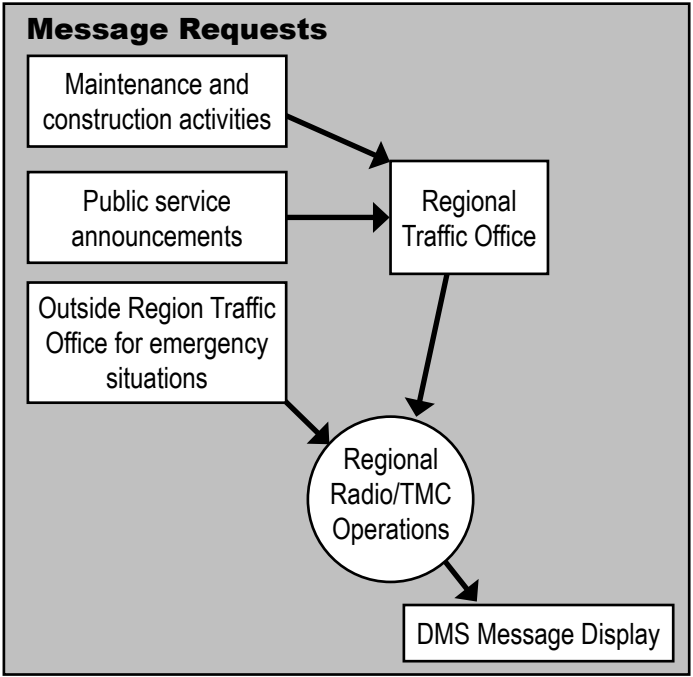 Message Requests
Maintenance and
construction activities
Public service
announcements
Regional
Traffic Office
Outside Region Traffic
Office for emergency
situations
Regional
Radio/TMC
Operations
DMS Message Display